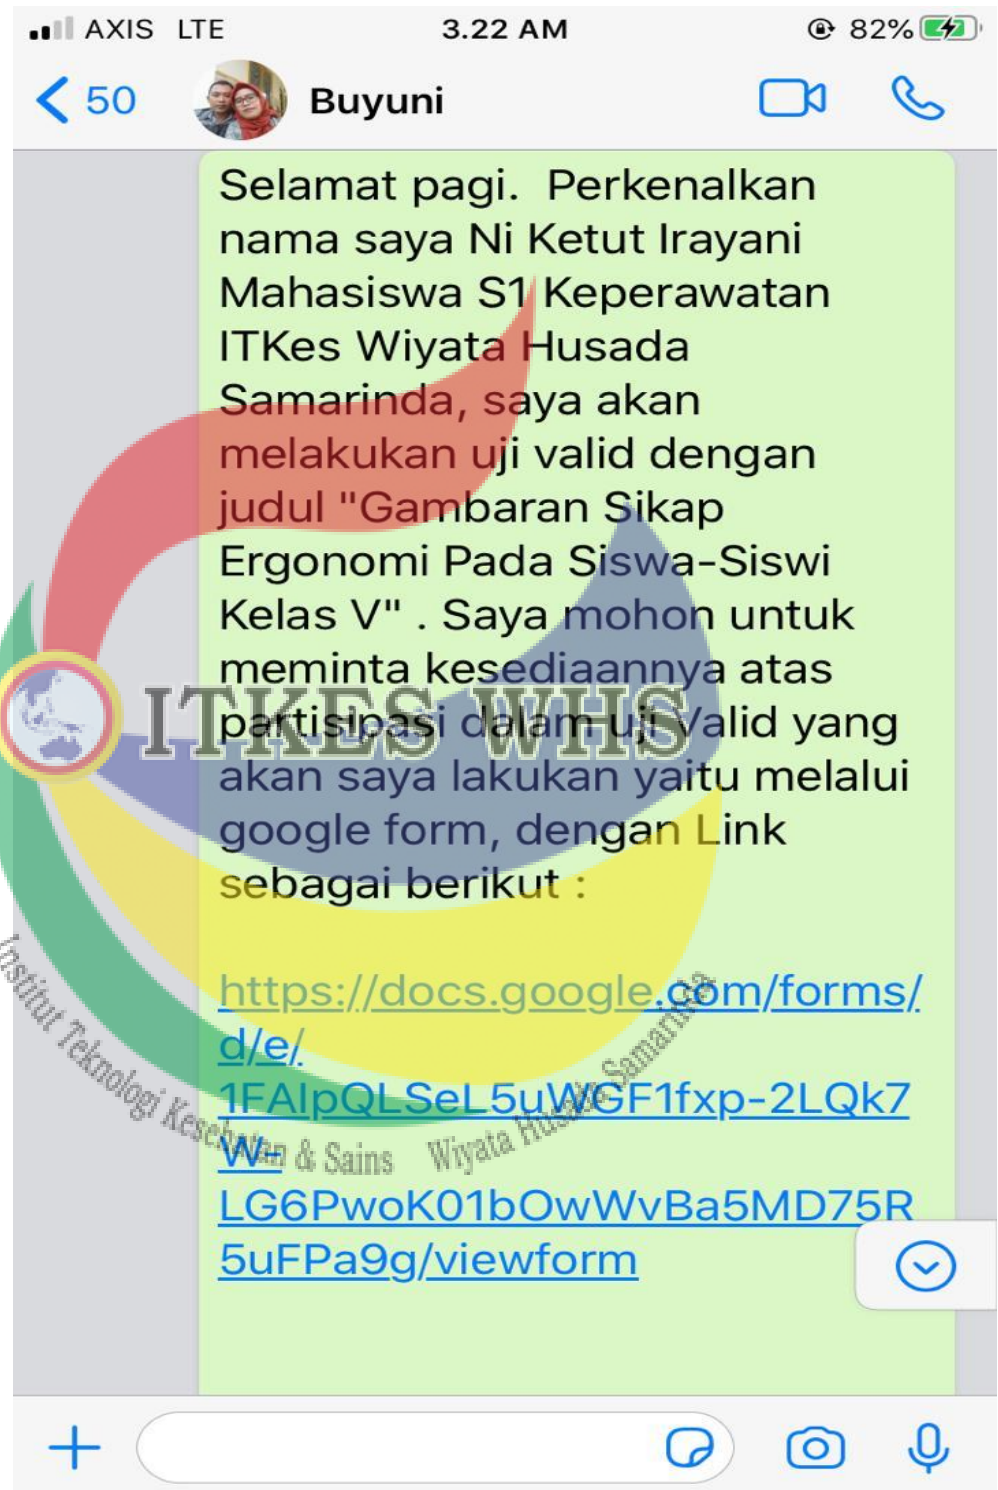 AXIS LTE 3.22 AM 82%
50 Buyuni
Selamat pagi. Perkenalkan
nama saya Ni Ketut Irayani
Mahasiswa S1 Keperawatan
ITKes Wiyata Husada
Samarinda, saya akan
melakukan uji valid dengan
judul "Gambaran Sikap
Ergonomi Pada Siswa-Siswi
Kelas V" . Saya mohon untuk
meminta kesediaannya atas
partisipasi dalam uji Valid yang
akan saya lakukan yaitu melalui
google form, dengan Link
sebagai berikut :
https://docs.google.com/forms/
d/e/
1FAIpQLSeL5uWGF1fxp-2LQk7
W-
LG6PwoK01bOwWvBa5MD75R
5uFPa9g/viewform
ITKES WHS
Institut Teknologi Kesehatan & Sains Wiyata Husada Samarinda